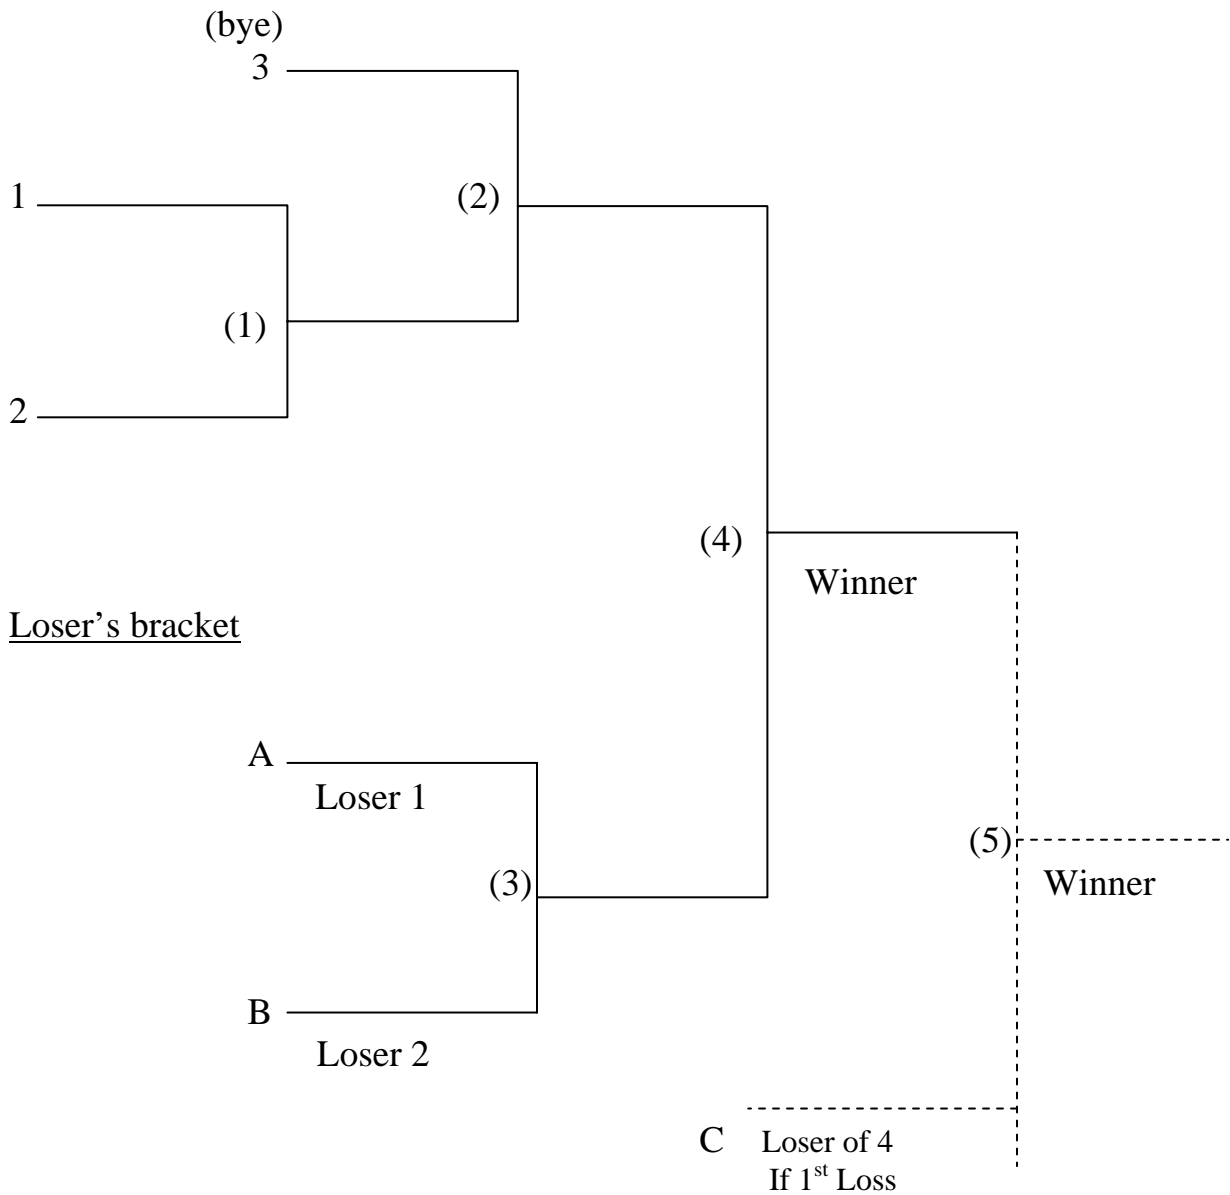 (bye)
3
1
(2)
(1)
2
(4)
Winner
Loser’s bracket
A
Loser 1
(5)
(3)
Winner
B
Loser 2
C
Loser of 4
If 1st Loss